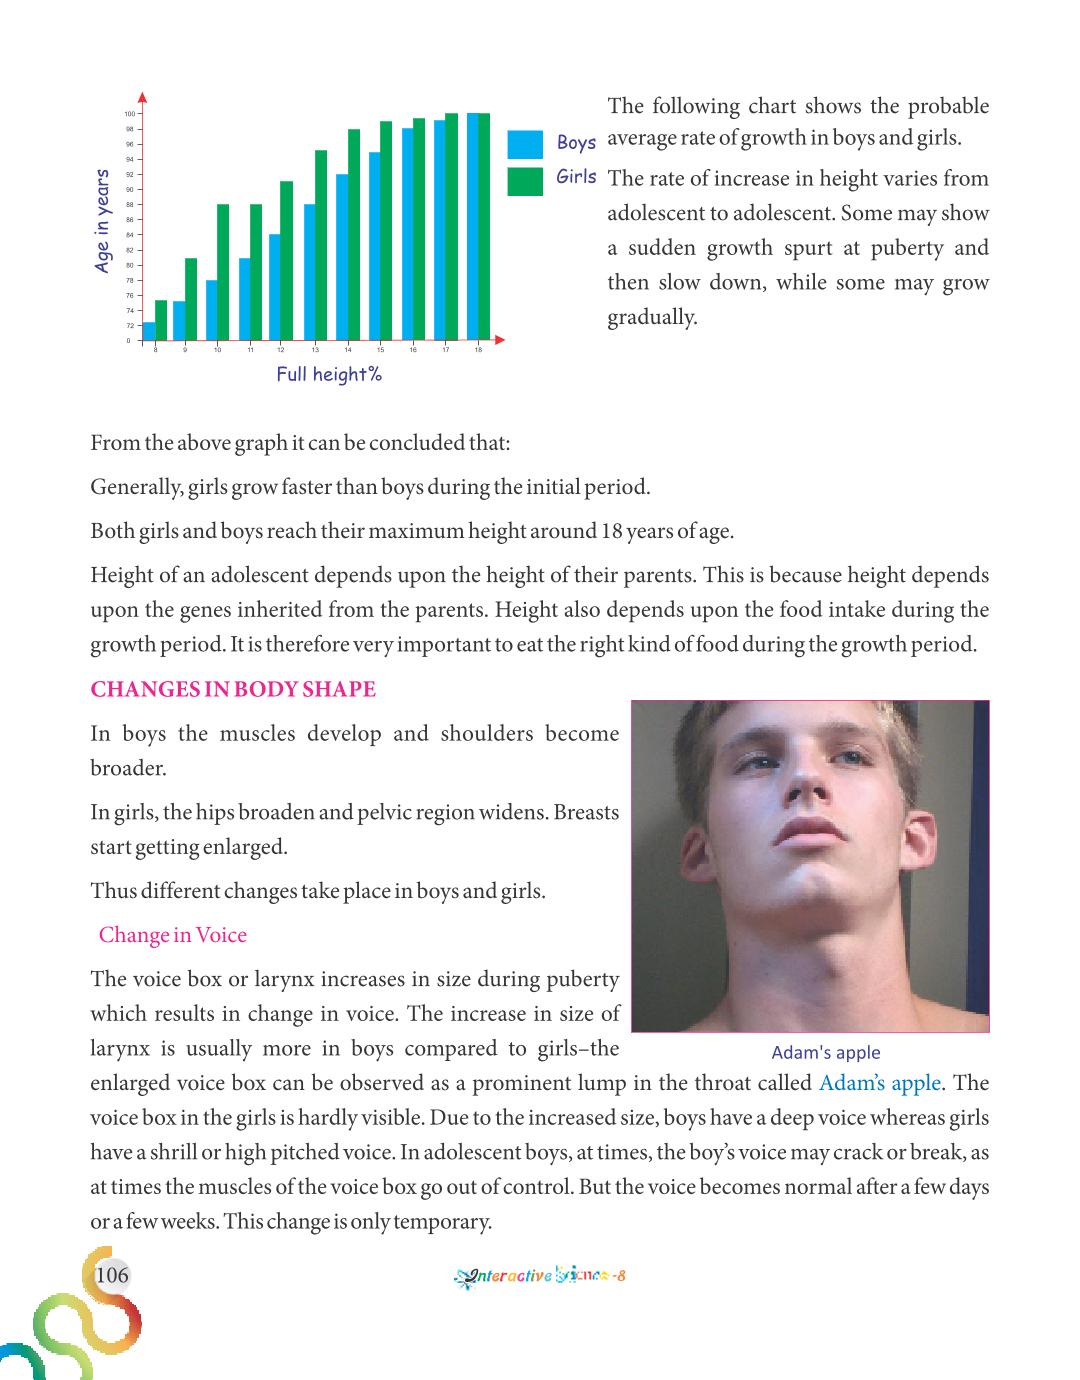 The following chart shows the probable
average rate of growth in boys and girls.
The rate of increase in height varies from
adolescent to adolescent. Some may show
a sudden growth spurt at puberty and
then slow down, while some may grow
gradually.
Age in years
100
98
96
94
92
90
88
86
84
82
80
78
76
74
72
0
8 9 10 11 12 13 14 15 16 17 18
Full height%
Boys
Girls
From the above graph it can be concluded that:
Generally, girls grow faster than boys during the initial period.
Both girls and boys reach their maximum height around 18 years of age.
Height of an adolescent depends upon the height of their parents. This is because height depends
upon the genes inherited from the parents. Height also depends upon the food intake during the
growth period. It is therefore very important to eat the right kind of food during the growth period.
CHANGES IN BODY SHAPE
In boys the muscles develop and shoulders become
broader.
In girls, the hips broaden and pelvic region widens. Breasts
start getting enlarged.
Thus different changes take place in boys and girls.
Change in Voice
The voice box or larynx increases in size during puberty
which results in change in voice. The increase in size of
larynx is usually more in boys compared to girls–the
Adam's apple
enlarged voice box can be observed as a prominent lump in the throat called Adam's apple. The
voice box in the girls is hardly visible. Due to the increased size, boys have a deep voice whereas girls
have a shrill or high pitched voice. In adolescent boys, at times, the boy's voice may crack or break, as
at times the muscles of the voice box go out of control. But the voice becomes normal after a few days
or a few weeks. This change is only temporary.
106
Interactive Science-8